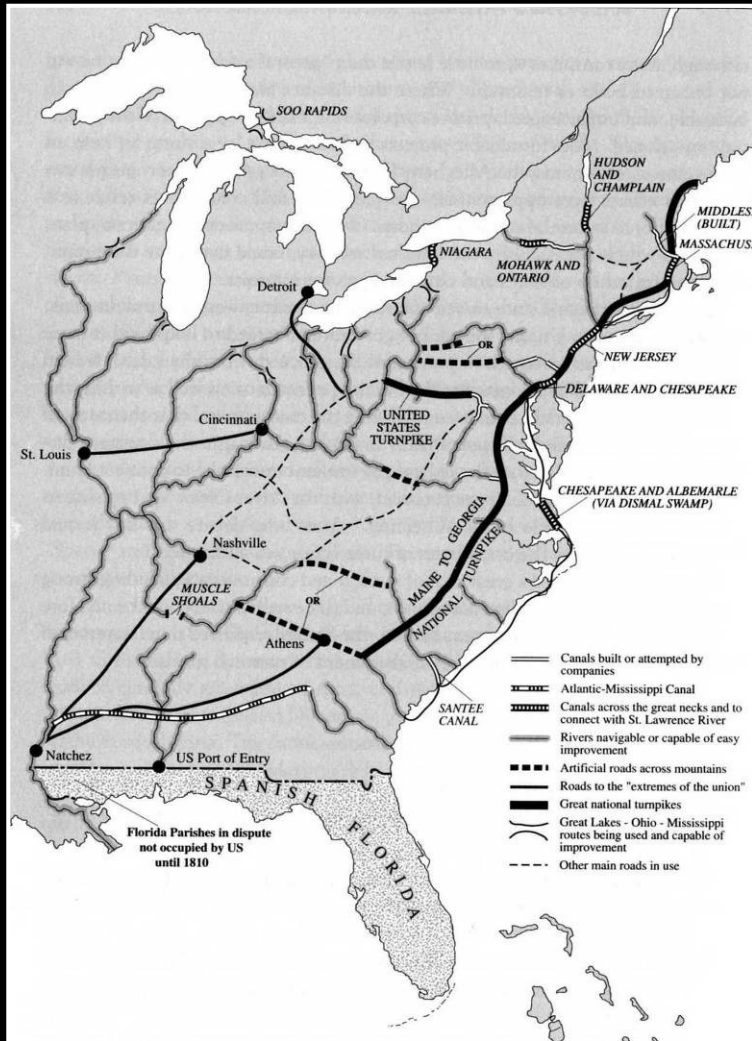 SOO RAPIDS
HUDSON
AND
CHAMPLAIN
MIDDLES
(BUILT)
MASSACHUS
NIAGARA
MOHAWK AND
ONTARIO
Detroit
OR
NEW JERSEY
DELAWARE AND CHESAPEAKE
UNITED
STATES
TURNPIKE
Cincinnati
St. Louis
CHESAPEAKE AND ALBEMARLE
(VIA DISMAL SWAMP)
Nashville
MAINE TO GEORGIA
NATIONAL TURNPIKE
MUSCLE
SHOALS
OR
Athens
SANTEE
CANAL
Natchez
US Port of Entry
SPANISH
FLORIDA
Florida Parishes in dispute
not occupied by US
until 1810
Canals built or attempted by
companies
Atlantic-Mississippi Canal
Canals across the great necks and to
connect with St. Lawrence River
Rivers navigable or capable of easy
improvement
Artificial roads across mountains
Roads to the "extremes of the union"
Great national turnpikes
Great Lakes - Ohio - Mississippi
routes being used and capable of
improvement
Other main roads in use